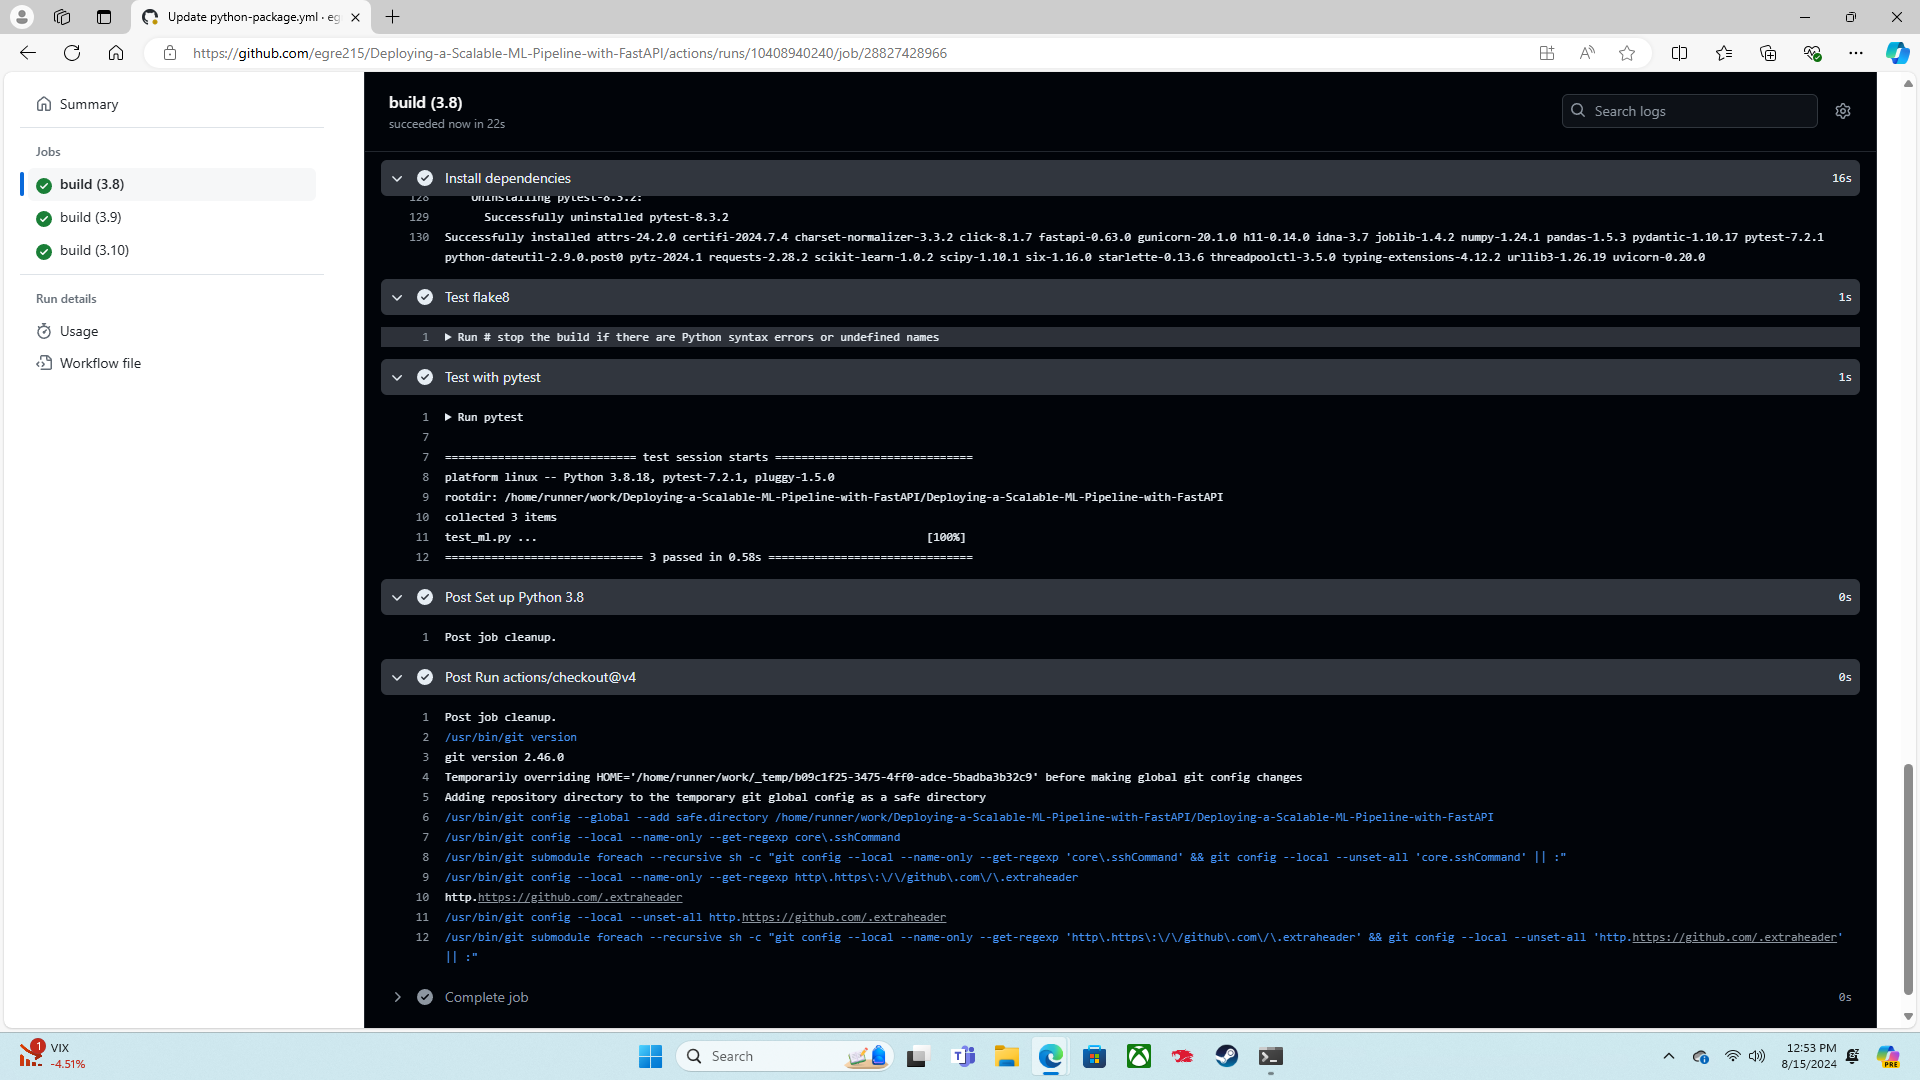 Update python-package.yml · eg
https://github.com/egre215/Deploying-a-Scalable-ML-Pipeline-with-FastAPI/actions/runs/10408940240/job/28827428966
Summary
Jobs
build (3.8)
build (3.9)
build (3.10)
Run details
Usage
Workflow file
build (3.8)
succeeded now in 22s
Search logs
Install dependencies 16s
128 Uninstalling pytest-8.3.2:
129 Successfully uninstalled pytest-8.3.2
130 Successfully installed attrs-24.2.0 certifi-2024.7.4 charset-normalizer-3.3.2 click-8.1.7 fastapi-0.63.0 gunicorn-20.1.0 h11-0.14.0 idna-3.7 joblib-1.4.2 numpy-1.24.1 pandas-1.5.3 pydantic-1.10.17 pytest-7.2.1
python-dateutil-2.9.0.post0 pytz-2024.1 requests-2.28.2 scikit-learn-1.0.2 scipy-1.10.1 six-1.16.0 starlette-0.13.6 threadpoolctl-3.5.0 typing-extensions-4.12.2 urllib3-1.26.19 uvicorn-0.20.0
Test flake8 1s
1 Run # stop the build if there are Python syntax errors or undefined names
Test with pytest 1s
1 Run pytest
7
7 ============================= test session starts ==============================
8 platform linux -- Python 3.8.18, pytest-7.2.1, pluggy-1.5.0
9 rootdir: /home/runner/work/Deploying-a-Scalable-ML-Pipeline-with-FastAPI/Deploying-a-Scalable-ML-Pipeline-with-FastAPI
10 collected 3 items
11 test_ml.py ... [100%]
12 ============================== 3 passed in 0.58s ===============================
Post Set up Python 3.8 0s
1 Post job cleanup.
Post Run actions/checkout@v4 0s
1 Post job cleanup.
2 /usr/bin/git version
3 git version 2.46.0
4 Temporarily overriding HOME='/home/runner/work/_temp/b09c1f25-3475-4ff0-adce-5badba3b32c9' before making global git config changes
5 Adding repository directory to the temporary git global config as a safe directory
6 /usr/bin/git config --global --add safe.directory /home/runner/work/Deploying-a-Scalable-ML-Pipeline-with-FastAPI/Deploying-a-Scalable-ML-Pipeline-with-FastAPI
7 /usr/bin/git config --local --name-only --get-regexp core\.sshCommand
8 /usr/bin/git submodule foreach --recursive sh -c "git config --local --name-only --get-regexp 'core\.sshCommand' && git config --local --unset-all 'core.sshCommand' || :"
9 /usr/bin/git config --local --name-only --get-regexp http\.https\:\/\/github\.com\/\.extraheader
10 http.https://github.com/.extraheader
11 /usr/bin/git config --local --unset-all http.https://github.com/.extraheader
12 /usr/bin/git submodule foreach --recursive sh -c "git config --local --name-only --get-regexp 'http\.https\:\/\/github\.com\/\.extraheader' && git config --local --unset-all 'http.https://github.com/.extraheader'
|| :"
Complete job 0s
1
VIX
-4.51%
Search
12:53 PM
8/15/2024
PRE